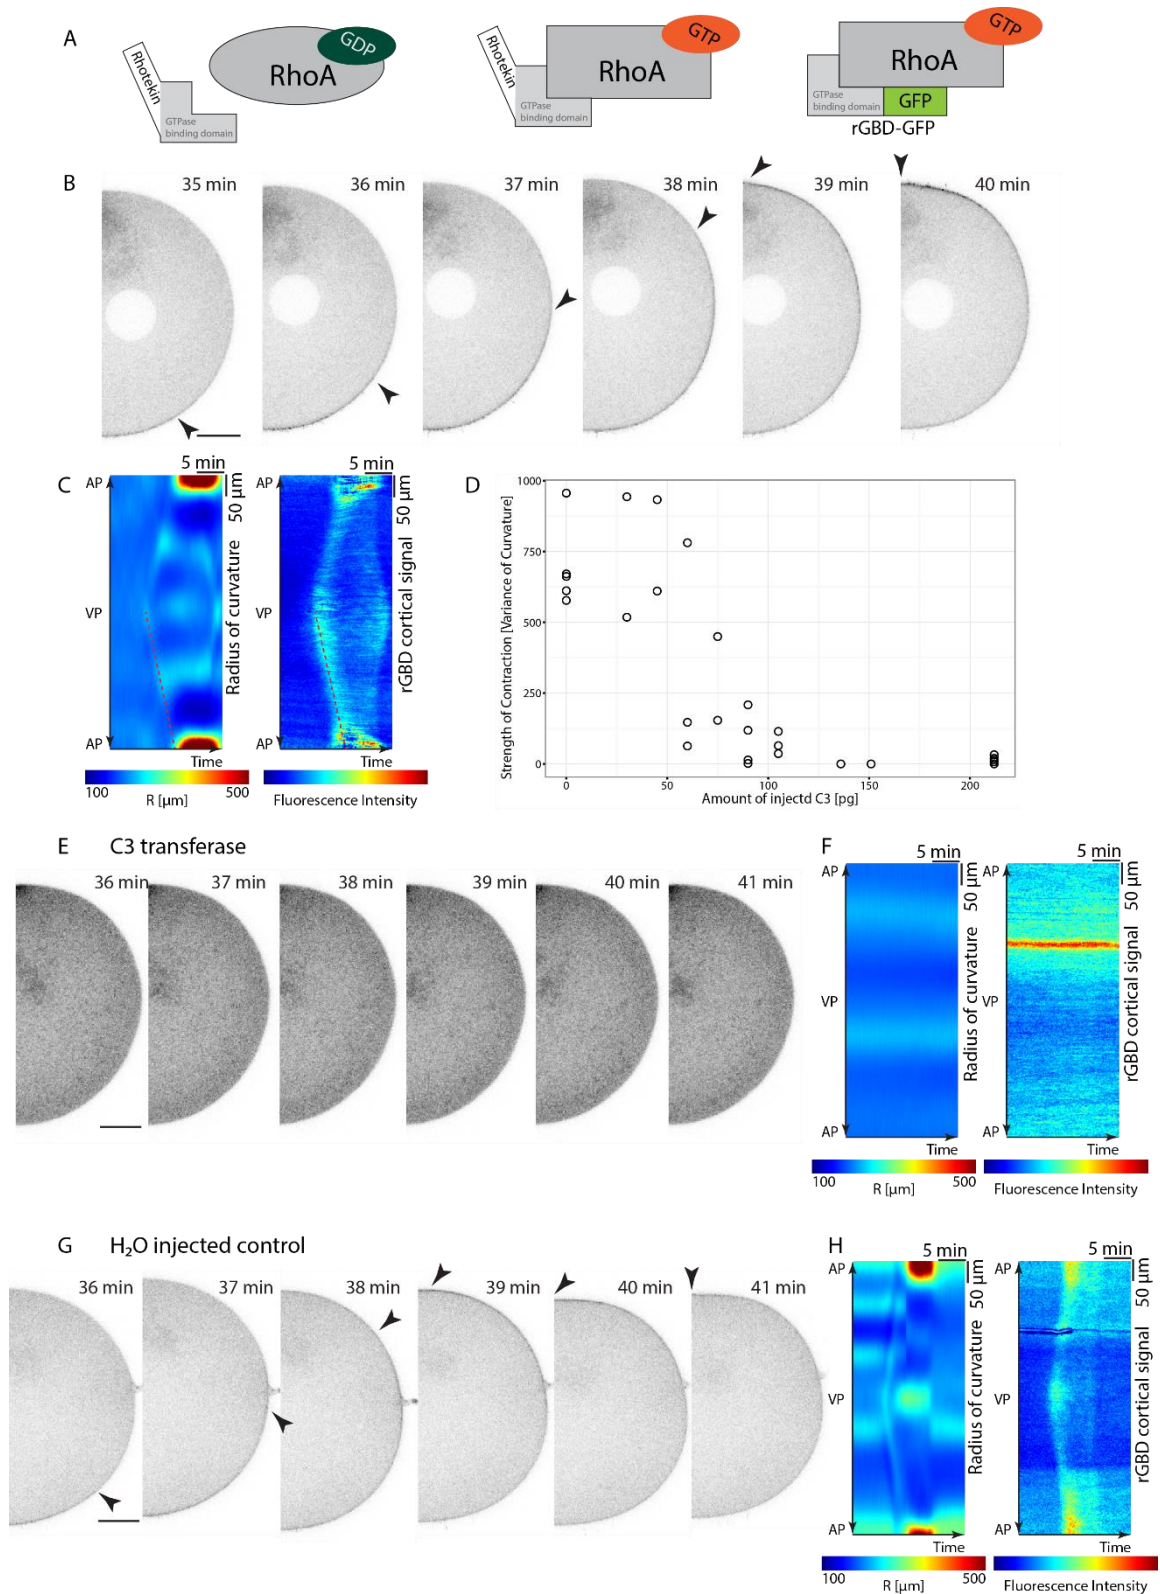 A
Rhotekin
GTPase
binding domain
GDP
RhoA
Rhotekin
GTPase
binding domain
GTP
RhoA
GTP
RhoA
GTPase
binding domain
GFP
rGBD-GFP
B
35 min
36 min
37 min
38 min
39 min
40 min
C
5 min
AP
VP
AP
50 µm
Radius of curvature
Time
100
500
R [µm]
5 min
AP
VP
AP
50 µm
rGBD cortical signal
Time
Fluorescence Intensity
D
Strength of Contraction [Variance of Curvature]
1000
750
500
250
0
0
50
100
150
200
Amount of injectd C3 [pg]
E C3 transferase
36 min
37 min
38 min
39 min
40 min
41 min
F
5 min
AP
VP
AP
50 µm
Radius of curvature
Time
100
500
R [µm]
5 min
AP
VP
AP
50 µm
rGBD cortical signal
Time
Fluorescence Intensity
G H₂O injected control
36 min
37 min
38 min
39 min
40 min
41 min
H
5 min
AP
VP
AP
50 µm
Radius of curvature
Time
100
500
R [µm]
5 min
AP
VP
AP
50 µm
rGBD cortical signal
Time
Fluorescence Intensity